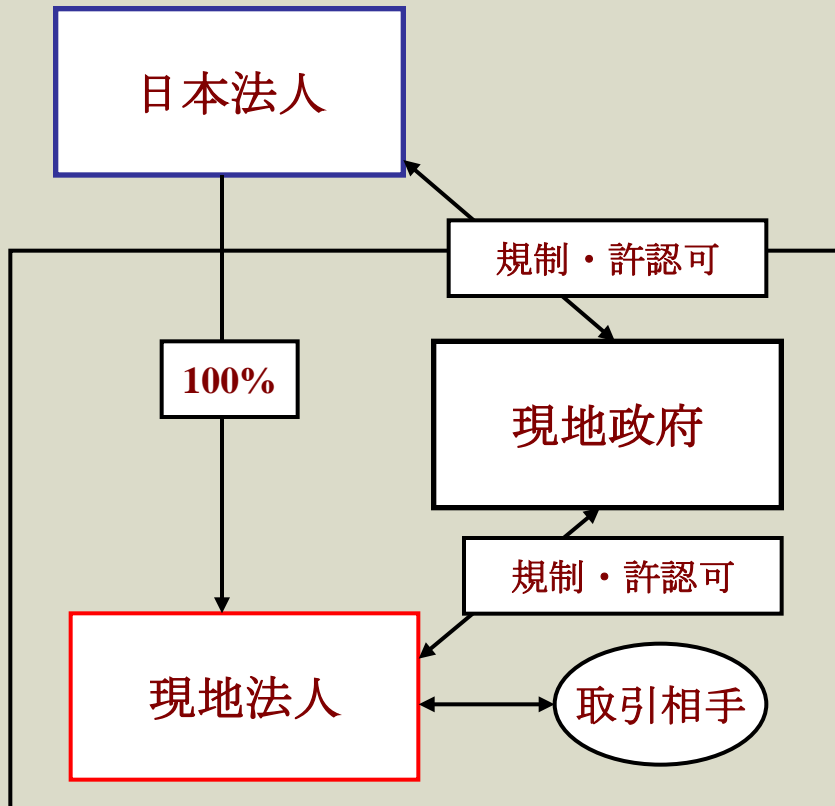 日本法人
規制・許認可
100%
現地政府
規制・許認可
現地法人
取引相手